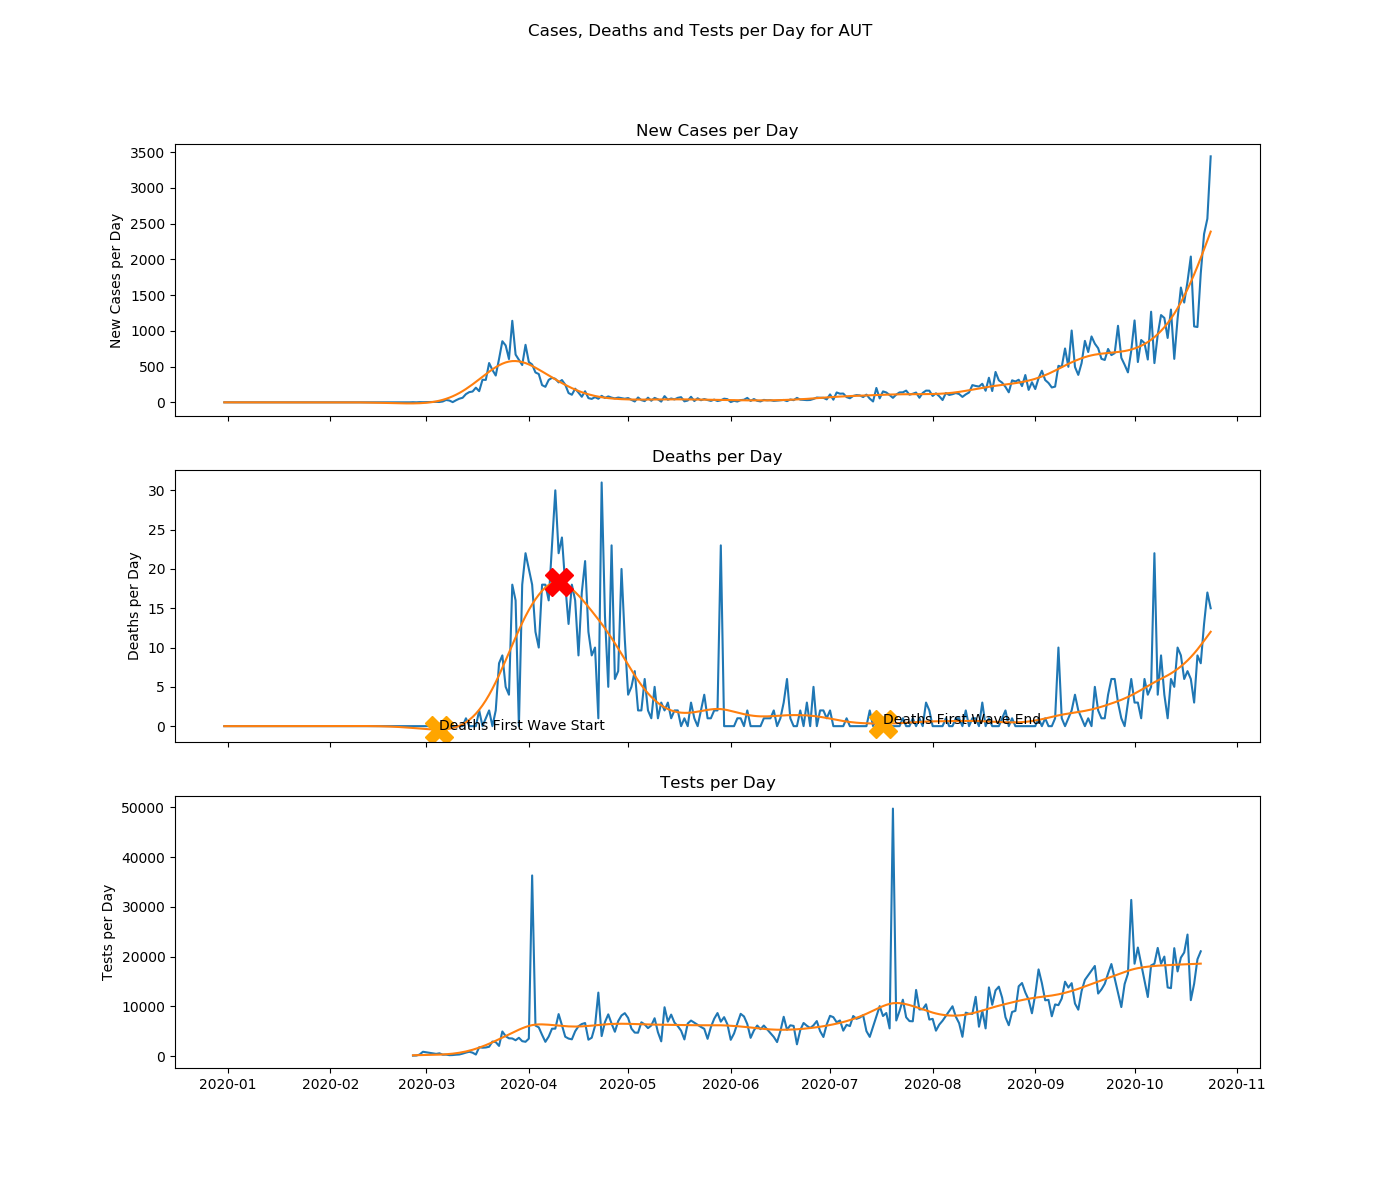 Cases, Deaths and Tests per Day for AUT
New Cases per Day
New Cases per Day
3500
3000
2500
2000
1500
1000
500
0
Deaths per Day
Deaths per Day
30
25
20
15
10
5
0
Deaths First Wave Start
Deaths First Wave End
Tests per Day
Tests per Day
50000
40000
30000
20000
10000
0
2020-01 2020-02 2020-03 2020-04 2020-05 2020-06 2020-07 2020-08 2020-09 2020-10 2020-11